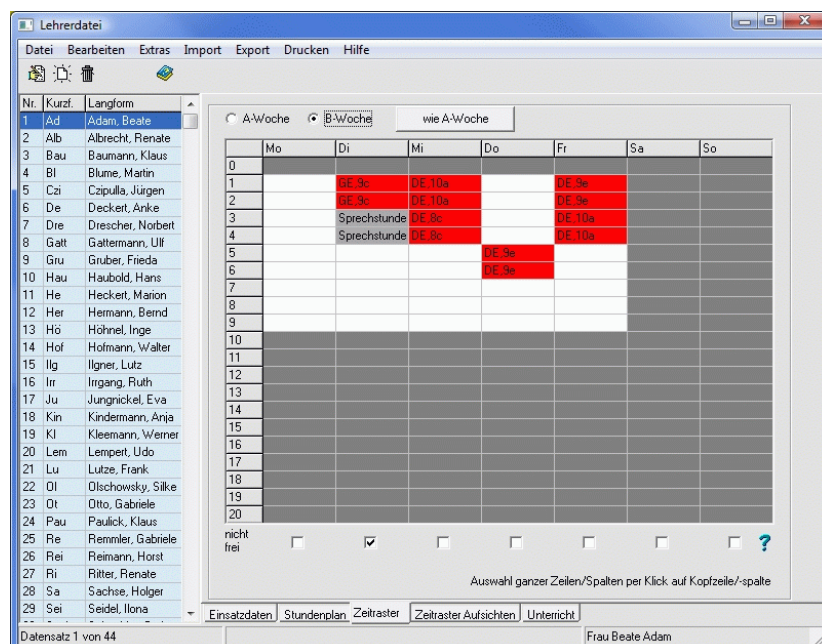 Lehrerdatei
Datei Bearbeiten Extras Import Export Drucken Hilfe
Nr. Kurzf. Langform
1 Ad Adam, Beate
2 Alb Albrecht, Renate
3 Bau Baumann, Klaus
4 Bl Blume, Martin
5 Czi Czipulla, Jürgen
6 De Deckert, Anke
7 Dre Drescher, Norbert
8 Gatt Gattermann, Ulf
9 Gru Gruber, Frieda
10 Hau Haubold, Hans
11 He Heckert, Marion
12 Her Hermann, Bernd
13 Hö Höhnel, Inge
14 Hof Hofmann, Walter
15 Ilg Ilgner, Lutz
16 Irr Irrgang, Ruth
17 Ju Jungnickel, Eva
18 Kin Kindermann, Anja
19 Kl Kleemann, Werner
20 Lem Lempert, Udo
21 Lu Lutze, Frank
22 Ol Olschowsky, Silke
23 Ot Otto, Gabriele
24 Pau Paulick, Klaus
25 Re Remmler, Gabriele
26 Rei Reimann, Horst
27 Ri Ritter, Renate
28 Sa Sachse, Holger
29 Sei Seidel, Ilona
A-Woche B-Woche wie A-Woche
Mo Di Mi Do Fr Sa So
0
1 GE,9c DE,10a DE,9e
2 GE,9c DE,10a DE,9e
3 Sprechstunde DE,8c DE,10a
4 Sprechstunde DE,8c DE,10a
5 DE,9e
6 DE,9e
7
8
9
10
11
12
13
14
15
16
17
18
19
20
nicht
frei
?
Auswahl ganzer Zeilen/Spalten per Klick auf Kopfzeile/-spalte
Einsatzdaten Stundenplan Zeitraster Zeitraster Aufsichten Unterricht
Datensatz 1 von 44 Frau Beate Adam